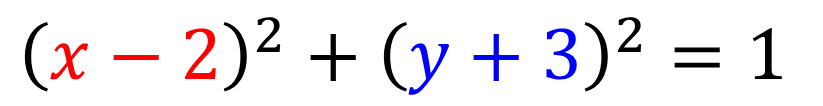 (x − 2)² + (y + 3)² = 1